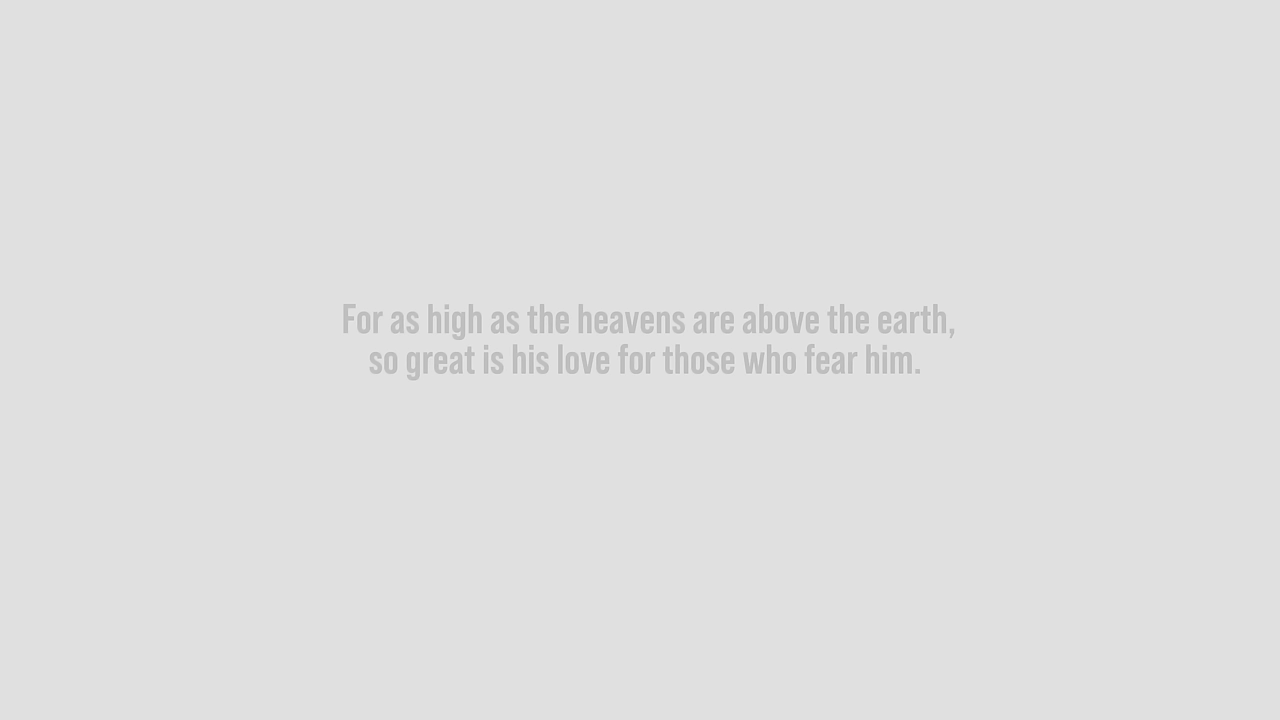 For as high as the heavens are above the earth,
so great is his love for those who fear him.